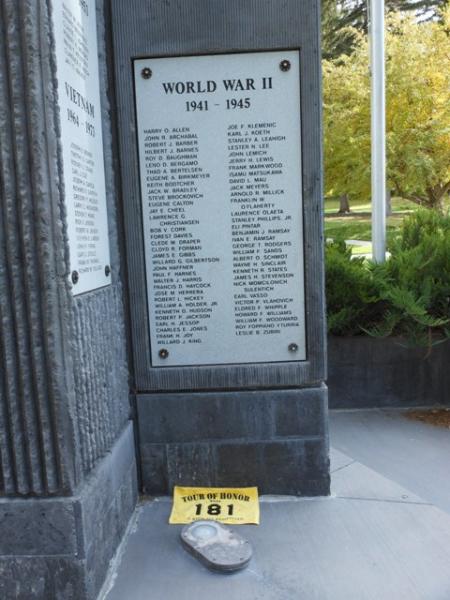 WORLD WAR II
1941 - 1945
HARRY O. ALLEN
JOHN R. ARCHABAL
ROBERT J. BARBER
HILBERT J. BARNES
ROY D. BAUGHMAN
LENO D. BERGAMO
THAD A. BERTELSEN
EUGENE A. BIRKMEYER
KEITH BOTTCHER
JACK W. BRADLEY
STEVE BROCKOVICH
EUGENE CALTON
JAY E. CHEEL
LAWRENCE G.
CHRISTIANSEN
BOB V. CORK
FOREST DAVIES
CLEDE M. DRAPER
CLOYD R. FORMAN
JAMES E. GIBBS
WILLARD G. GILBERTSON
JOHN HAFFNER
PAUL F. HARNES
WALTER J. HARRIS
FRANCIS D. HAYCOCK
JOSE M. HERRERA
ROBERT L. HICKEY
WILLIAM A. HOLDER, JR
KENNETH D. HUDSON
ROBERT P. JACKSON
EARL H. JESSOP
CHARLES E. JONES
FRANK H. JOY
WILLARD J. KING
JOE F. KLEMENIC
KARL J. KOETH
STANLEY A. LEAHIGH
LESTER N. LEE
JOHN LEMICH
JERRY H. LEWIS
FRANK MARKWOOD
ISAMU MATSUKAWA
DAVID L. MAU
JACK MEYERS
ARNOLD R. MILLICK
FRANKLIN W.
O'FLAHERTY
LAURENCE OLAETA
STANLEY PHILLIPS, JR.
ELI PINTAR
BENJAMIN J. RAMSAY
IVAN E. RAMSAY
GEORGE T. RODGERS
WILLIAM F. SANDS
ALBERT O. SCHMIDT
WAYNE H. SINCLAIR
KENNETH R. STATES
JAMES H. STEVENSON
NICK MOMCILOVICH
SULENTICH
EARL VASSO
VICTOR P. VLAHOVICH
ELDRED F. WHIPPLE
HOWARD F. WILLIAMS
WILLIAM F. WOODWARD
ROY FOPPIANO YTURRIA
LESLIE B. ZUBIRI
VIETNAM
1964 - 1973
TOUR OF HONOR
181